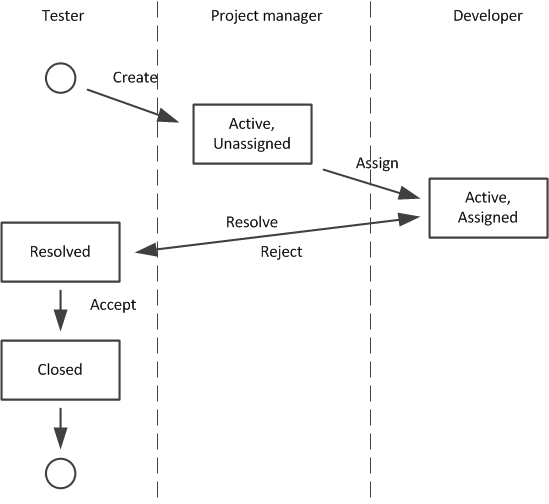 Tester
Project manager
Developer
Create
Active,
Unassigned
Assign
Active,
Assigned
Resolve
Reject
Resolved
Accept
Closed